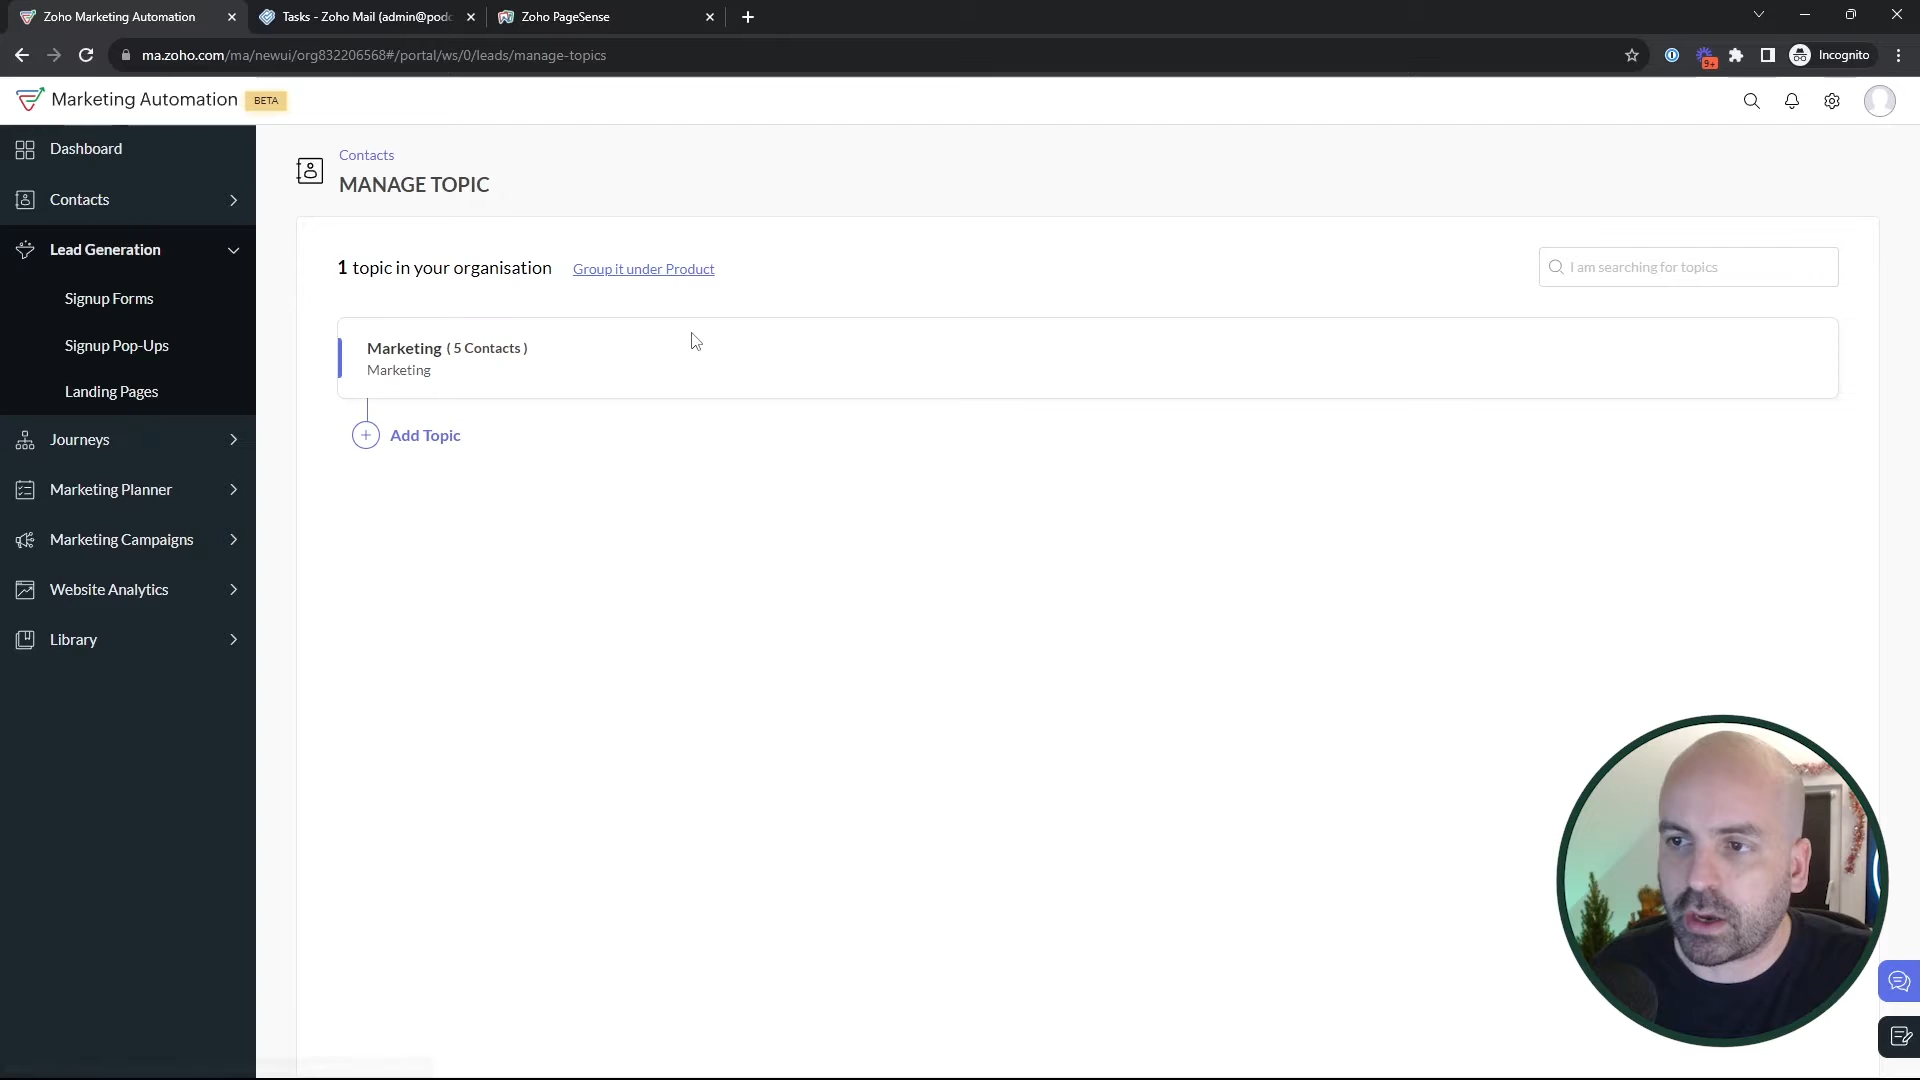 Zoho Marketing Automation
Tasks - Zoho Mail (admin@podc
Zoho PageSense
ma.zoho.com/ma/newui/org832206568#/portal/ws/0/leads/manage-topics
9+
Incognito
Marketing Automation BETA
Dashboard
Contacts
Lead Generation
Signup Forms
Signup Pop-Ups
Landing Pages
Journeys
Marketing Planner
Marketing Campaigns
Website Analytics
Library
Contacts
MANAGE TOPIC
1 topic in your organisation Group it under Product
I am searching for topics
Marketing ( 5 Contacts )
Marketing
Add Topic